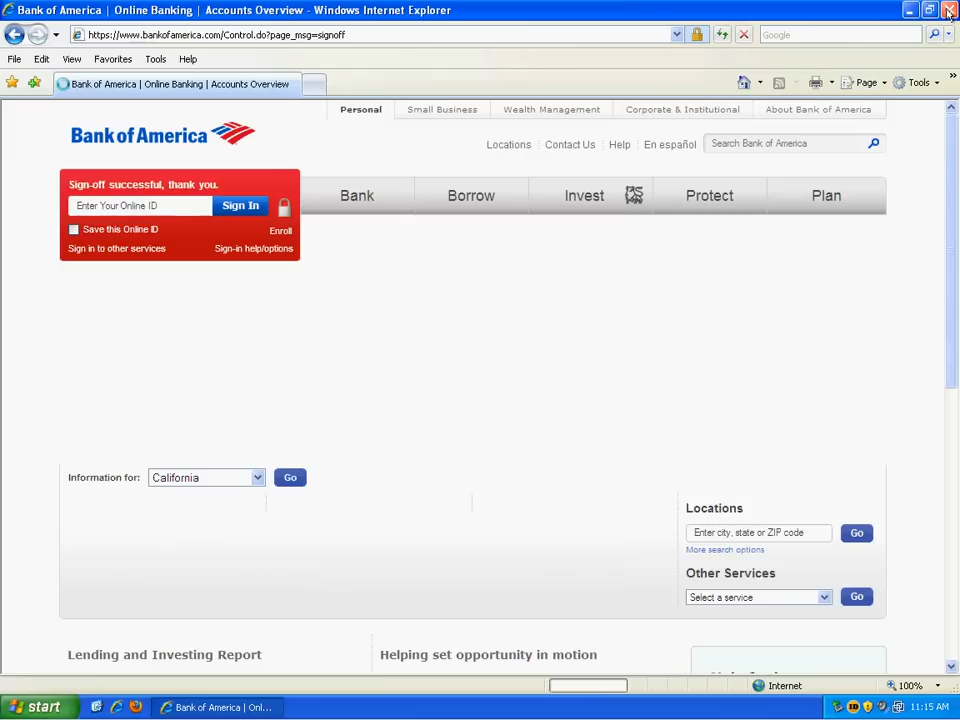 Bank of America | Online Banking | Accounts Overview - Windows Internet Explorer
https://www.bankofamerica.com/Control.do?page_msg=signoff
Google
File Edit View Favorites Tools Help
Bank of America | Online Banking | Accounts Overview
Page Tools
Personal Small Business Wealth Management Corporate & Institutional About Bank of America
Bank of America
Locations Contact Us Help En español Search Bank of America
Sign-off successful, thank you.
Enter Your Online ID Sign In
Bank Borrow Invest Protect Plan
Save this Online ID Enroll
Sign in to other services Sign-in help/options
Information for: California Go
Locations
Enter city, state or ZIP code Go
More search options
Other Services
Select a service Go
Lending and Investing Report Helping set opportunity in motion
Internet 100%
start Bank of America | Onl... 11:15 AM